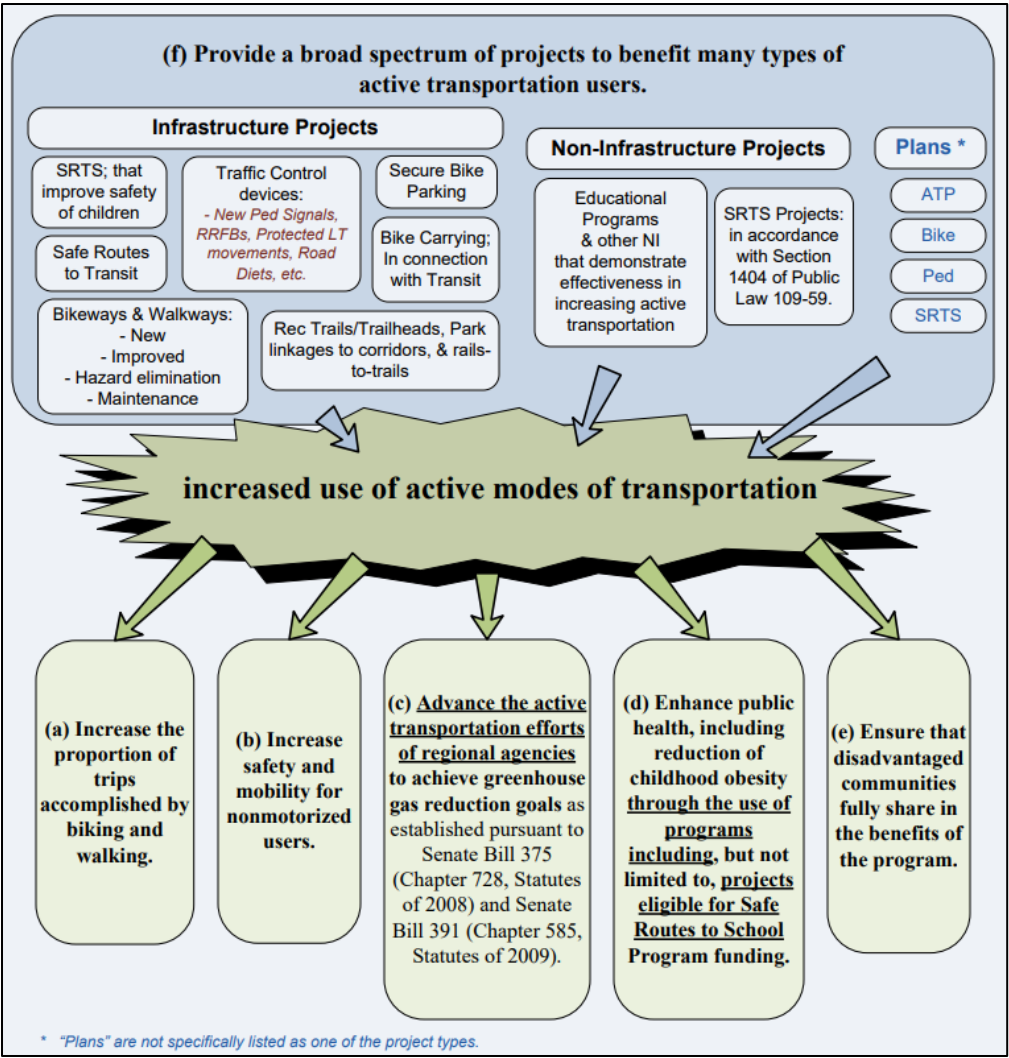 (f) Provide a broad spectrum of projects to benefit many types of
active transportation users.
Infrastructure Projects
SRTS; that
improve safety
of children
Safe Routes
to Transit
Traffic Control
devices:
- New Ped Signals,
RRFBs, Protected LT
movements, Road
Diets, etc.
Secure Bike
Parking
Bike Carrying;
In connection
with Transit
Bikeways & Walkways:
- New
- Improved
- Hazard elimination
- Maintenance
Rec Trails/Trailheads, Park
linkages to corridors, & rails-
to-trails
Non-Infrastructure Projects
Educational
Programs
& other NI
that demonstrate
effectiveness in
increasing active
transportation
SRTS Projects:
in accordance
with Section
1404 of Public
Law 109-59.
Plans *
ATP
Bike
Ped
SRTS
increased use of active modes of transportation
(a) Increase the
proportion of
trips
accomplished by
biking and
walking.
(b) Increase
safety and
mobility for
nonmotorized
users.
(c) Advance the active
transportation efforts
of regional agencies
to achieve greenhouse
gas reduction goals as
established pursuant to
Senate Bill 375
(Chapter 728, Statutes
of 2008) and Senate
Bill 391 (Chapter 585,
Statutes of 2009).
(d) Enhance public
health, including
reduction of
childhood obesity
through the use of
programs
including, but not
limited to, projects
eligible for Safe
Routes to School
Program funding.
(e) Ensure that
disadvantaged
communities
fully share in
the benefits of
the program.
* “Plans” are not specifically listed as one of the project types.